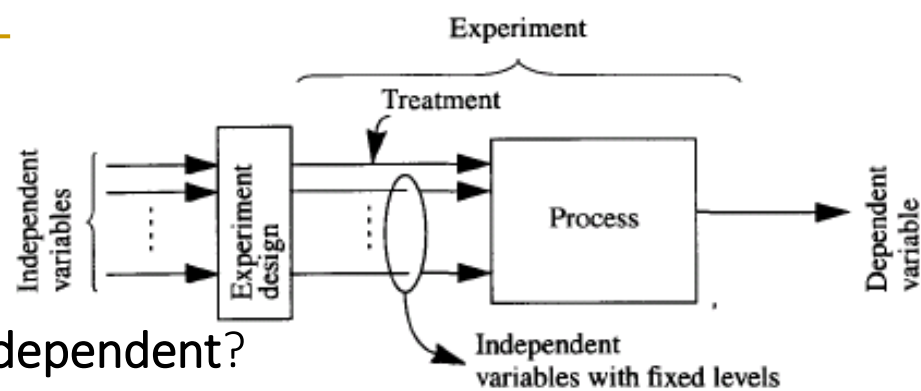 Experiment
Treatment
Independent
variables
Experiment
design
Process
Dependent
variable
dependent?
Independent
variables with fixed levels